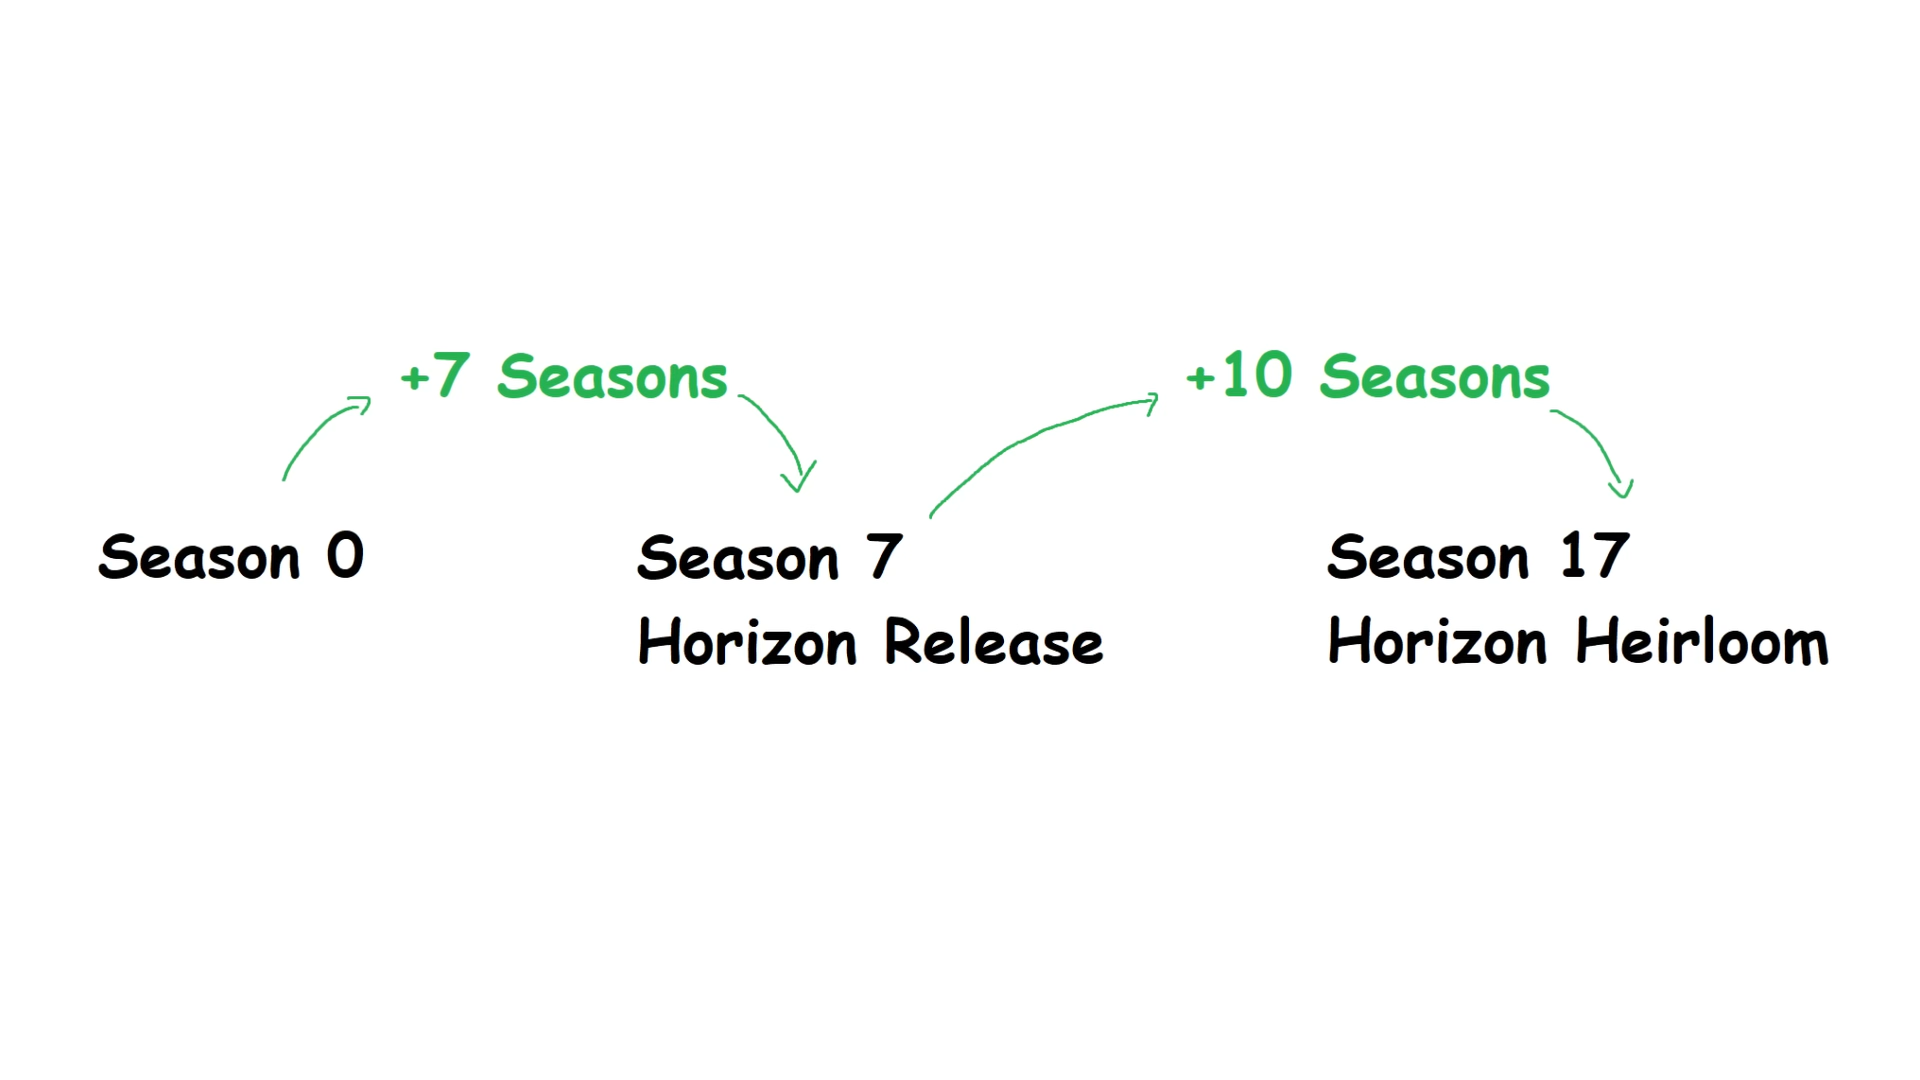 +7 Seasons
+10 Seasons
Season 0
Season 7
Horizon Release
Season 17
Horizon Heirloom